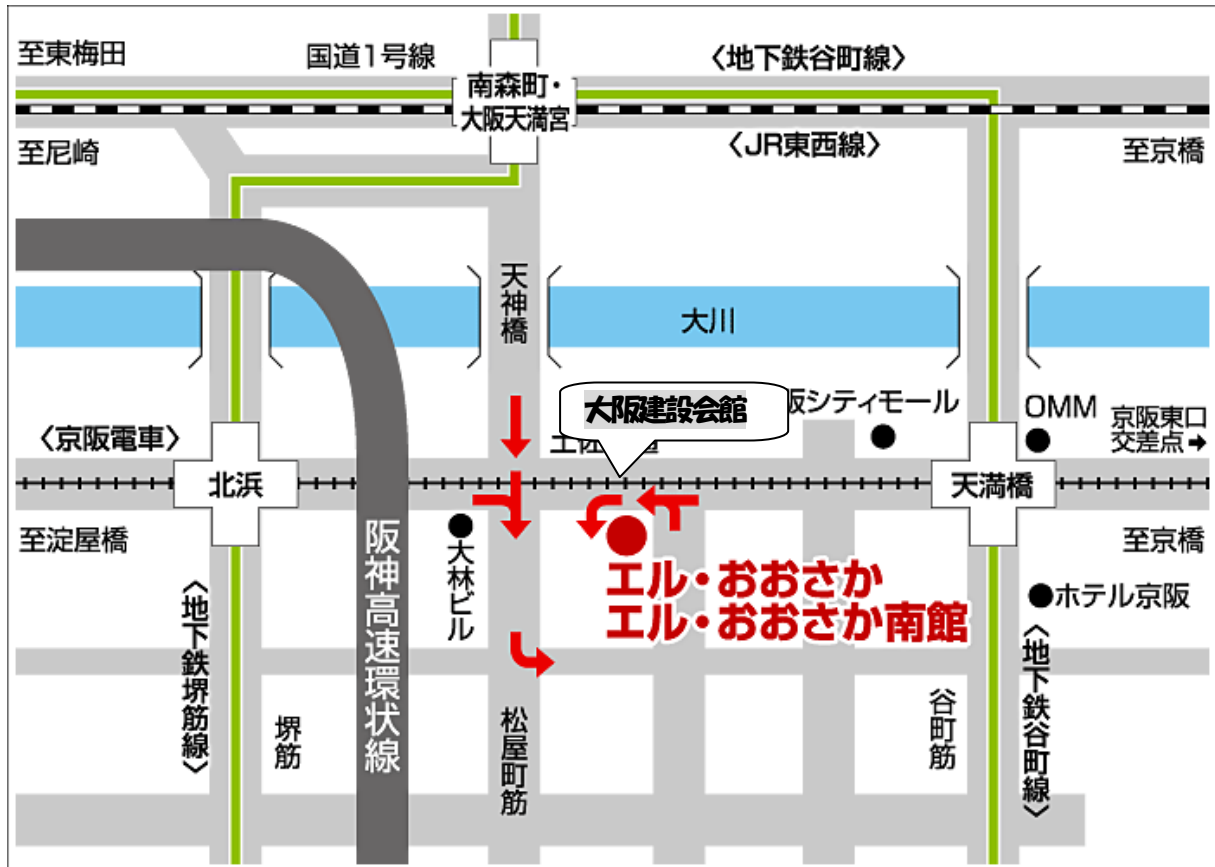 至東梅田
国道1号線
〈地下鉄谷町線〉
南森町・
大阪天満宮
至尼崎
〈JR東西線〉
至京橋
天神橋
大川
大阪建設会館
阪シティモール
OMM
京阪東口
交差点
〈京阪電車〉
北浜
天満橋
至淀屋橋
大林ビル
阪神高速環状線
エル・おおさか
エル・おおさか南館
至京橋
ホテル京阪
〈地下鉄堺筋線〉
堺筋
松屋町筋
谷町筋
〈地下鉄谷町線〉